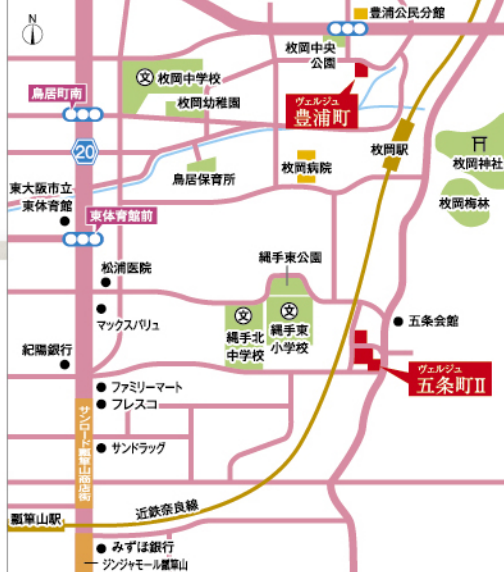 N
豊浦公民分館
枚岡中央
公園
文
枚岡中学校
鳥居町南
枚岡幼稚園
ヴェルジュ
豊浦町
20
枚岡駅
枚岡神社
枚岡病院
鳥居保育所
東大阪市立
東体育館
枚岡梅林
東体育館前
縄手東公園
松浦医院
マックスバリュ
文
縄手北
中学校
文
縄手東
小学校
五条会館
紀陽銀行
ヴェルジュ
五条町II
ファミリーマート
フレスコ
サンロード瓢箪山商店街
サンドラッグ
近鉄奈良線
瓢箪山駅
みずほ銀行
ジンジャモール瓢箪山